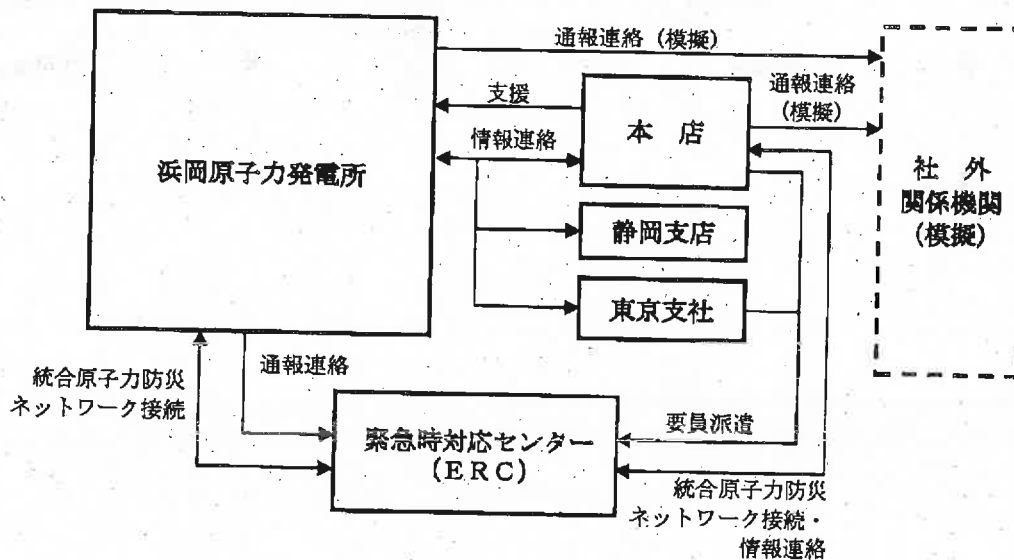 通報連絡（模擬）
支援
通報連絡
（模擬）
本　店
情報連絡
浜岡原子力発電所
社　外
関係機関
（模擬）
静岡支店
東京支社
通報連絡
統合原子力防災
ネットワーク接続
緊急時対応センター
（ＥＲＣ）
要員派遣
統合原子力防災
ネットワーク接続・
情報連絡